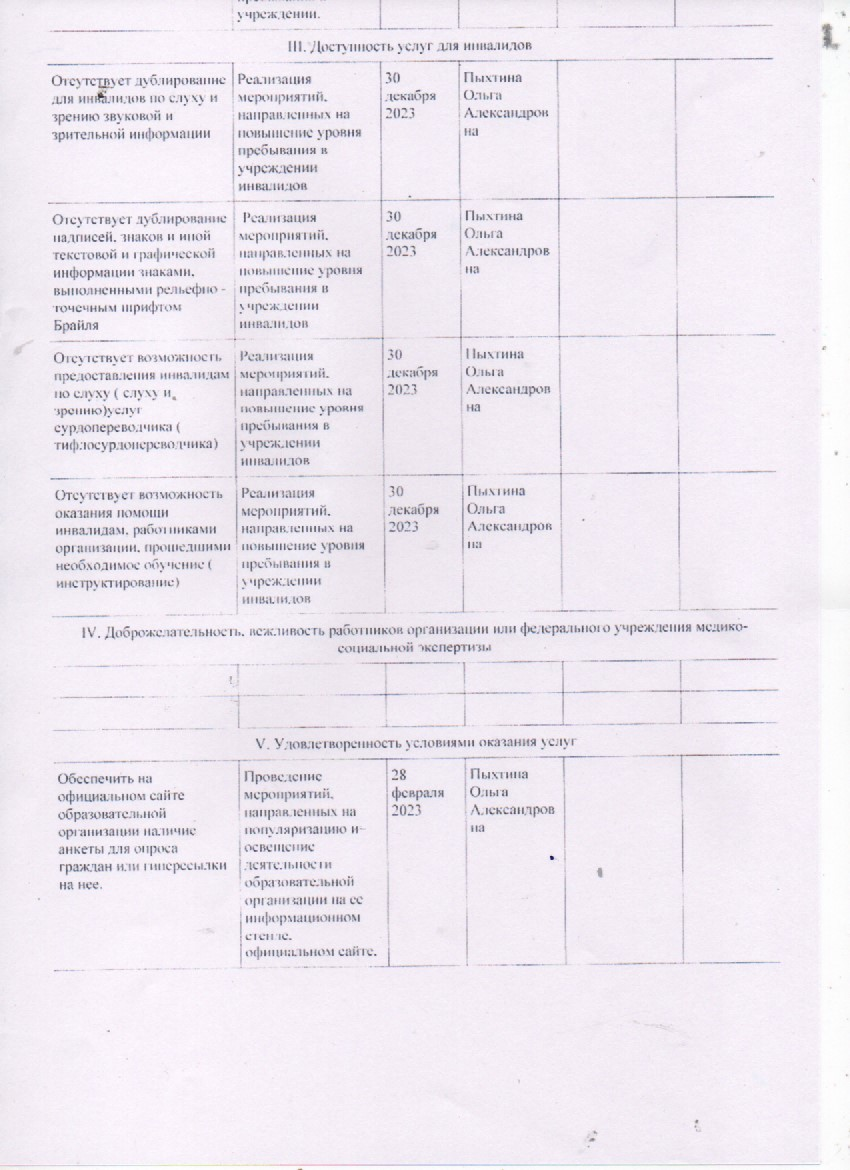 учреждении.
III. Доступность услуг для инвалидов
Отсутствует дублирование
для инвалидов по слуху и
зрению звуковой и
зрительной информации
Реализация
мероприятий,
направленных на
повышение уровня
пребывания в
учреждении
инвалидов
30
декабря
2023
Пыхтина
Ольга
Александров
на
Отсутствует дублирование
надписей, знаков и иной
текстовой и графической
информации знаками,
выполненными рельефно -
точечным шрифтом
Брайля
Реализация
мероприятий,
направленных на
повышение уровня
пребывания в
учреждении
инвалидов
30
декабря
2023
Пыхтина
Ольга
Александров
на
Отсутствует возможность
предоставления инвалидам
по слуху ( слуху и
зрению)услуг
сурдопереводчика (
тифлосурдопереводчика)
Реализация
мероприятий,
направленных на
повышение уровня
пребывания в
учреждении
инвалидов
30
декабря
2023
Пыхтина
Ольга
Александров
на
Отсутствует возможность
оказания помощи
инвалидам, работниками
организации, прошедшими
необходимое обучение (
инструктирование)
Реализация
мероприятий,
направленных на
повышение уровня
пребывания в
учреждении
инвалидов
30
декабря
2023
Пыхтина
Ольга
Александров
на
IV. Доброжелательность, вежливость работников организации или федерального учреждения медико-
социальной экспертизы
V. Удовлетворенность условиями оказания услуг
Обеспечить на
официальном сайте
образовательной
организации наличие
анкеты для опроса
граждан или гиперссылки
на нее.
Проведение
мероприятий,
направленных на
популяризацию и
освещение
деятельности
образовательной
организации на ее
информационном
стенде,
официальном сайте.
28
февраля
2023
Пыхтина
Ольга
Александров
на